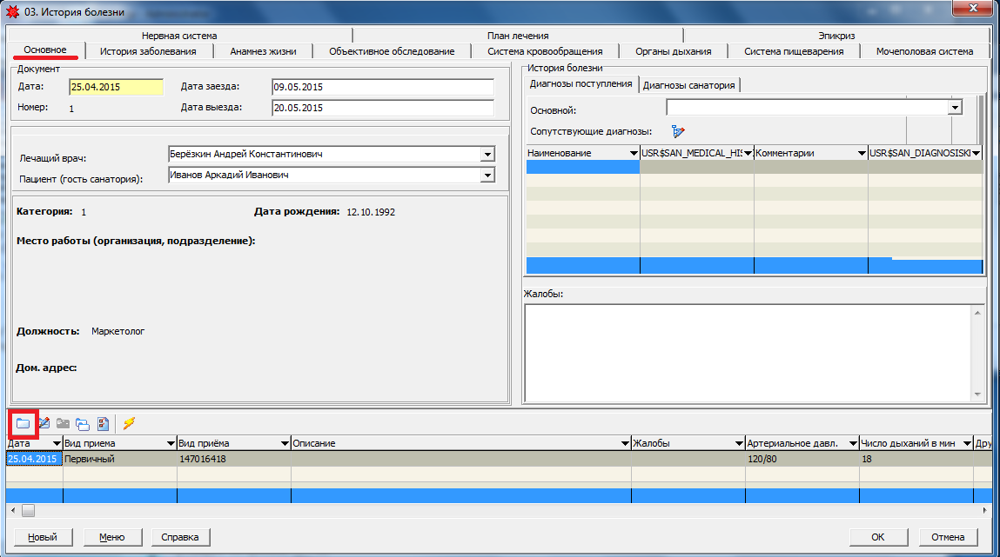 03. История болезни
Нервная система
План лечения
Эпикриз
Основное
История заболевания
Анамнез жизни
Объективное обследование
Система кровообращения
Органы дыхания
Система пищеварения
Мочеполовая система
Документ
Дата: 25.04.2015 Дата заезда: 09.05.2015
Номер: 1 Дата выезда: 20.05.2015
Лечащий врач: Берёзкин Андрей Константинович
Пациент (гость санатория): Иванов Аркадий Иванович
Категория: 1 Дата рождения: 12.10.1992
Место работы (организация, подразделение):
Должность: Маркетолог
Дом. адрес:
История болезни
Диагнозы поступления Диагнозы санатория
Основной:
Сопутствующие диагнозы:
Наименование USR$SAN_MEDICAL_HIS Комментарии USR$SAN_DIAGNOSISKI
Жалобы:
Дата Вид приема Вид приёма Описание Жалобы Артериальное давл. Число дыханий в мин Дру
25.04.2015 Первичный 147016418 120/80 18
Новый Меню Справка ОК Отмена